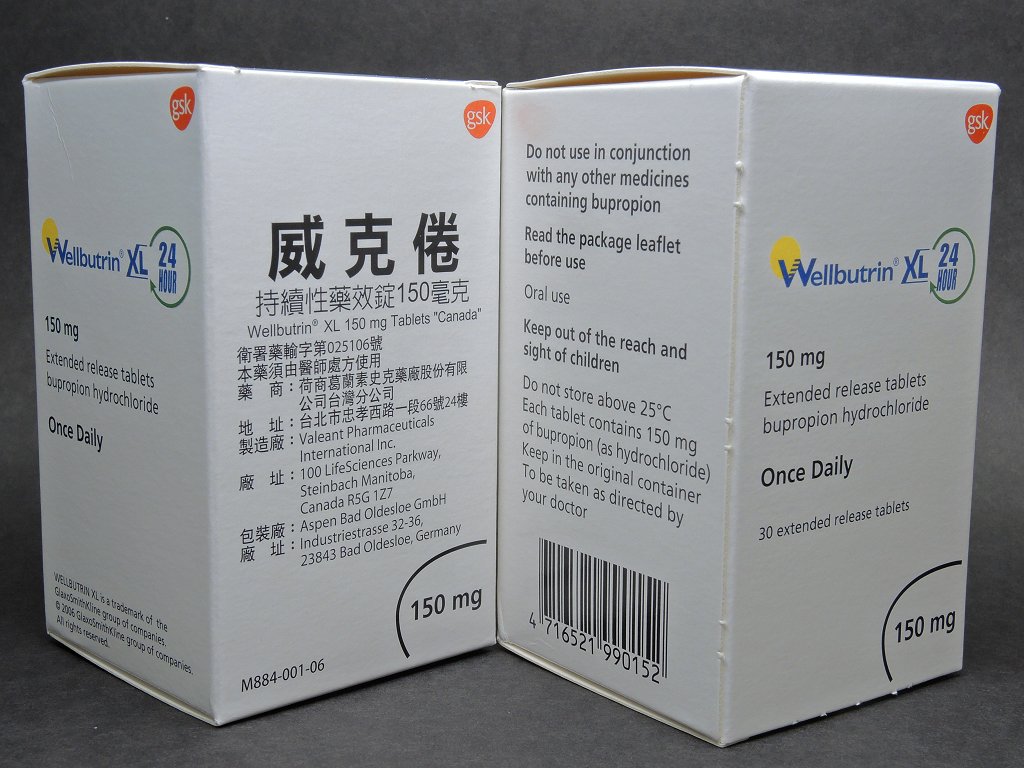 gsk
Wellbutrin® XL 24 HOUR
150 mg
Extended release tablets
bupropion hydrochloride
Once Daily
WELLBUTRIN XL is a trademark of the
GlaxoSmithKline group of companies.
© 2006 GlaxoSmithKline group of companies.
All rights reserved.
gsk
威克倦
持續性藥效錠150毫克
Wellbutrin® XL 150 mg Tablets "Canada"
衛署藥輸字第025106號
本藥須由醫師處方使用
藥 商：荷商葛蘭素史克藥廠股份有限
公司台灣分公司
地 址：台北市忠孝西路一段66號24樓
製造廠：Valeant Pharmaceuticals
International Inc.
廠 址：100 LifeSciences Parkway,
Steinbach Manitoba,
Canada R5G 1Z7
包裝廠：Aspen Bad Oldesloe GmbH
廠 址：Industriestrasse 32-36,
23843 Bad Oldesloe, Germany
150 mg
M884-001-06
Do not use in conjunction
with any other medicines
containing bupropion
Read the package leaflet
before use
Oral use
Keep out of the reach and
sight of children
Do not store above 25°C
Each tablet contains 150 mg
of bupropion (as hydrochloride)
Keep in the original container
To be taken as directed by
your doctor
4 716521 990152
gsk
Wellbutrin® XL 24 HOUR
150 mg
Extended release tablets
bupropion hydrochloride
Once Daily
30 extended release tablets
150 mg